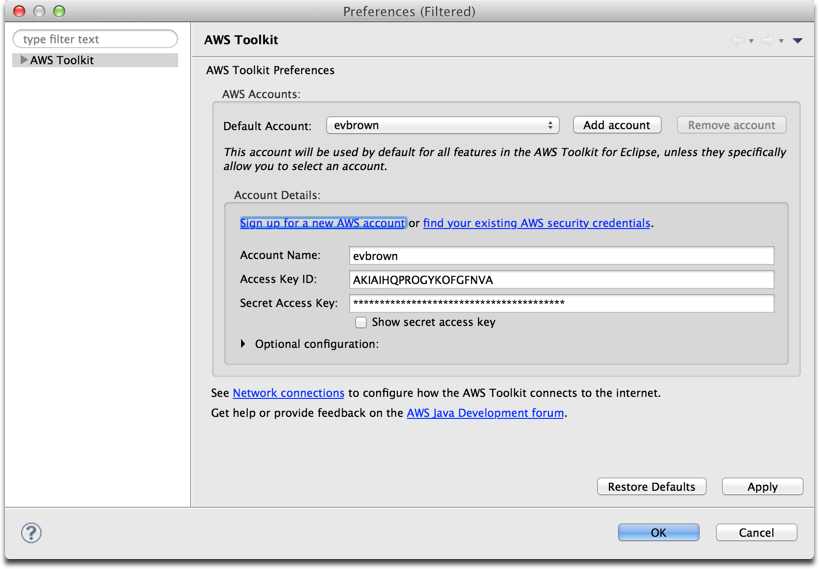 Preferences (Filtered)
type filter text
AWS Toolkit
AWS Toolkit
AWS Toolkit Preferences
AWS Accounts:
Default Account: evbrown Add account Remove account
This account will be used by default for all features in the AWS Toolkit for Eclipse, unless they specifically
allow you to select an account.
Account Details:
Sign up for a new AWS account or find your existing AWS security credentials.
Account Name: evbrown
Access Key ID: AKIAIHQPROGYKOFGFNVA
Secret Access Key: ****************************************
Show secret access key
Optional configuration:
See Network connections to configure how the AWS Toolkit connects to the internet.
Get help or provide feedback on the AWS Java Development forum.
Restore Defaults Apply
? OK Cancel